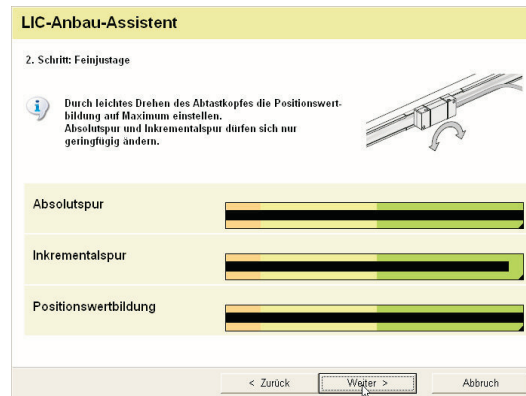 LIC-Anbau-Assistent
2. Schritt: Feinjustage
Durch leichtes Drehen des Abtastkopfes die Positionswert-
bildung auf Maximum einstellen.
Absolutspur und Inkrementalspur dürfen sich nur
geringfügig ändern.
Absolutspur
Inkrementalspur
Positionswertbildung
< Zurück
Weiter >
Abbruch